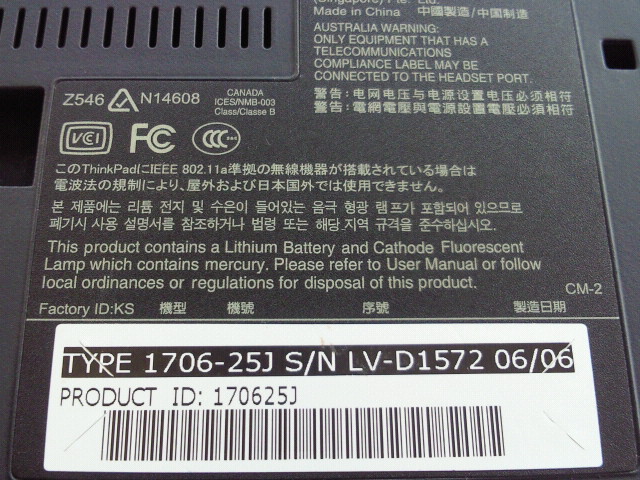 (Singapore) Pte. Ltd.
Made in China 中國製造/中国制造
AUSTRALIA WARNING:
ONLY EQUIPMENT THAT HAS A
TELECOMMUNICATIONS
COMPLIANCE LABEL MAY BE
CONNECTED TO THE HEADSET PORT.
警告:电网电压与电源设置电压必须相符
警告:電網電壓與電源設置電壓必須相符
Z546 N14608
CANADA
ICES/NMB-003
Class/Classe B
VCI FC CCC
このThinkPadにIEEE 802.11a準拠の無線機器が搭載されている場合は
電波法の規制により、屋外および日本国外では使用できません。
본 제품에는 리튬 전지 및 수은이 들어있는 음극 형광 램프가 포함되어 있으므로
폐기시 사용 설명서를 참조하거나 법령 또는 해당 지역 규격을 준수하십시오.
This product contains a Lithium Battery and Cathode Fluorescent
Lamp which contains mercury. Please refer to User Manual or follow
local ordinances or regulations for disposal of this product.
CM-2
Factory ID:KS 機型 機號 序號 製造日期
TYPE 1706-25J S/N LV-D1572 06/06
PRODUCT ID: 170625J